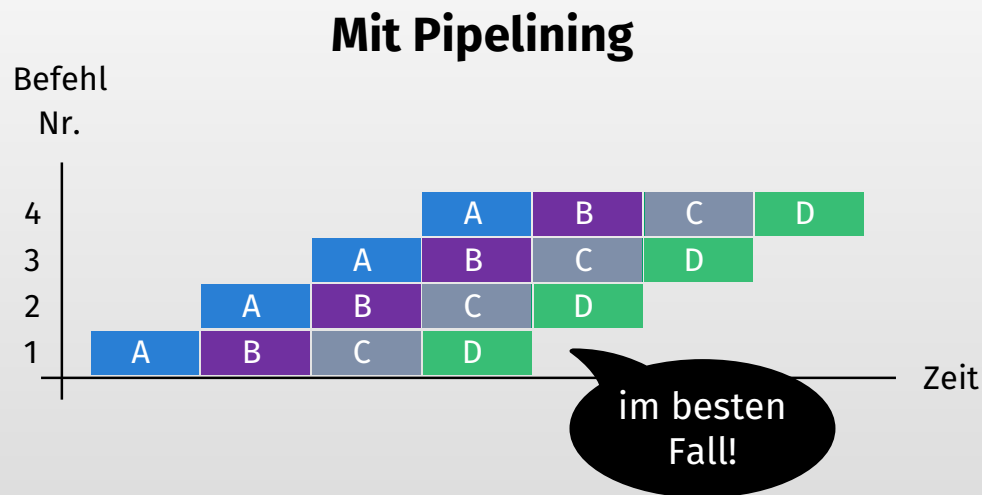 Mit Pipelining
Befehl
Nr.
4 A B C D
3 A B C D
2 A B C D
1 A B C D
Zeit
im besten
Fall!